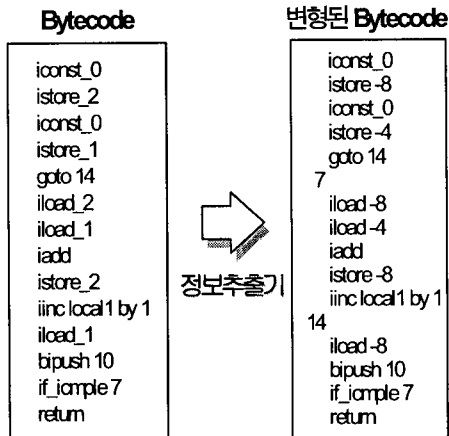 Bytecode
iconst_0
istore_2
iconst_0
istore_1
goto 14
iload_2
iload_1
iadd
istore_2
iinc local1 by 1
iload_1
bipush 10
if_icmple 7
return
정보추출기
변형된 Bytecode
iconst_0
istore -8
iconst_0
istore -4
goto 14
7
iload -8
iload -4
iadd
istore -8
iinc local1 by 1
14
iload -8
bipush 10
if_icmple 7
return